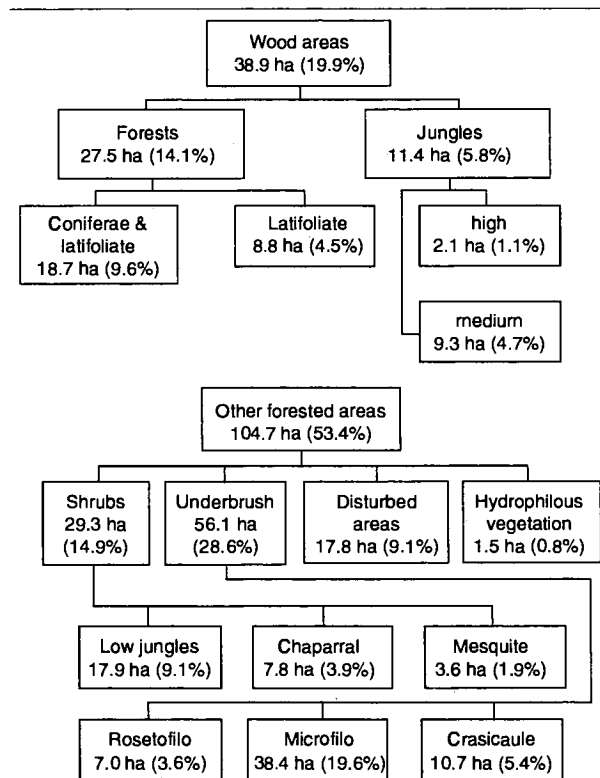 Wood areas
38.9 ha (19.9%)
Forests
27.5 ha (14.1%)
Jungles
11.4 ha (5.8%)
Coniferae &
latifoliate
18.7 ha (9.6%)
Latifoliate
8.8 ha (4.5%)
high
2.1 ha (1.1%)
medium
9.3 ha (4.7%)
Other forested areas
104.7 ha (53.4%)
Shrubs
29.3 ha
(14.9%)
Underbrush
56.1 ha
(28.6%)
Disturbed
areas
17.8 ha (9.1%)
Hydrophilous
vegetation
1.5 ha (0.8%)
Low jungles
17.9 ha (9.1%)
Chaparral
7.8 ha (3.9%)
Mesquite
3.6 ha (1.9%)
Rosetofilo
7.0 ha (3.6%)
Microfilo
38.4 ha (19.6%)
Crasicaule
10.7 ha (5.4%)